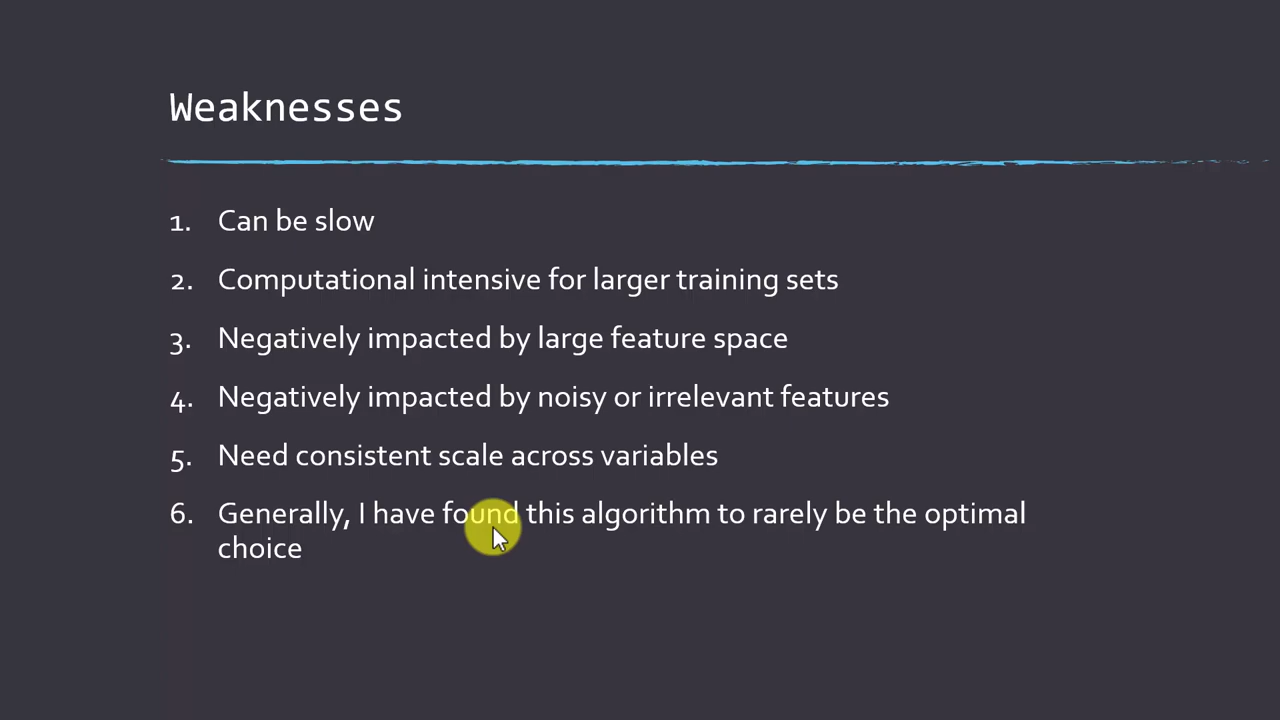 Weaknesses
1. Can be slow
2. Computational intensive for larger training sets
3. Negatively impacted by large feature space
4. Negatively impacted by noisy or irrelevant features
5. Need consistent scale across variables
6. Generally, I have found this algorithm to rarely be the optimal
choice